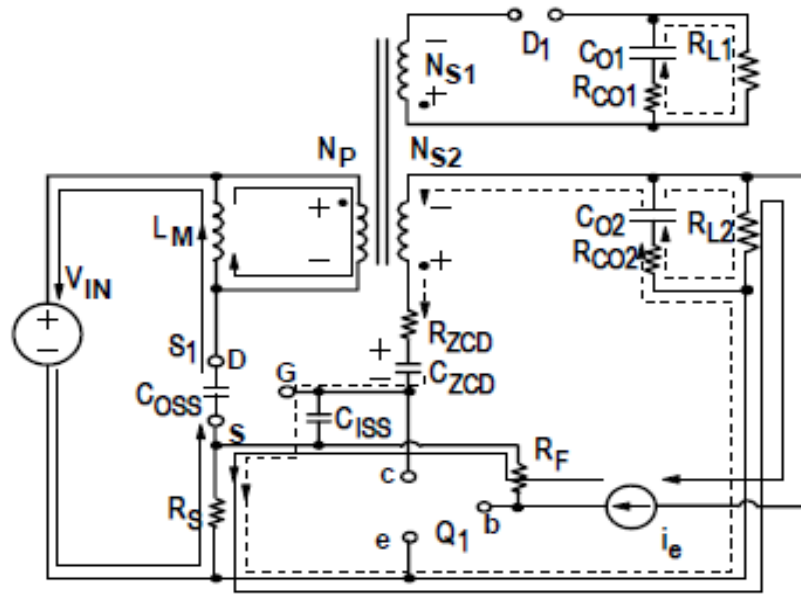 D1
CO1
RL1
NS1
RCO1
NP
NS2
LM
CO2
RL2
RCO2
VIN
RZCD
S1
D
CZCD
G
COSS
CISS
S
RF
c
RS
b
e
Q1
ie